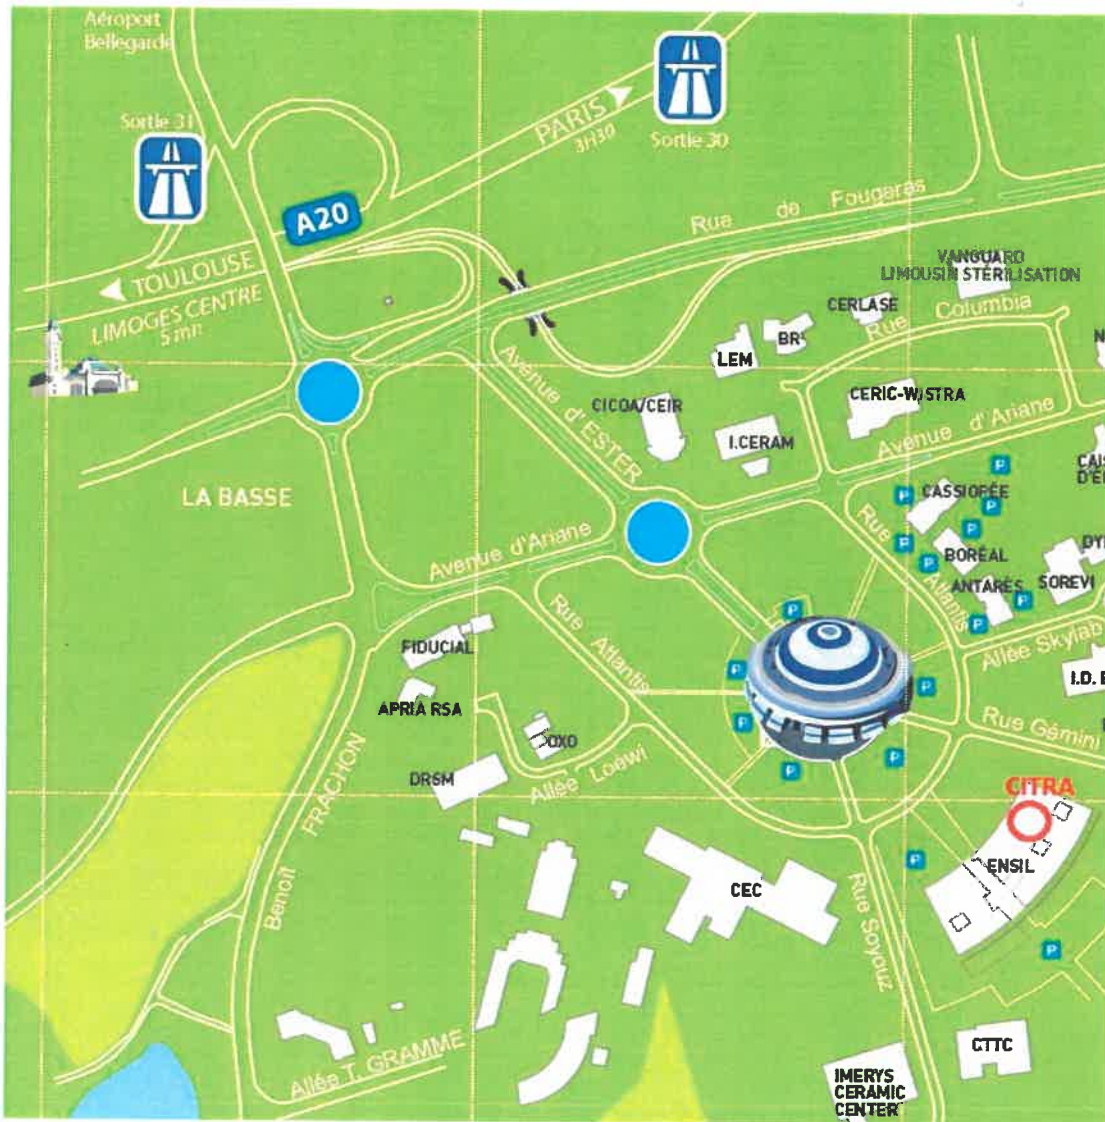 Aéroport
Bellegarde
Sortie 31
PARIS
3H30
Sortie 30
A20
TOULOUSE
LIMOGES CENTRE
5 mn
Rue de Fougeras
VANGUARD
LIMOUSIN STÉRILISATION
CERLASE
Rue Columbia
BR
LEM
Avenue d'ESTER
CICOA/CEIR
I.CERAM
CERIC-WISTRA
Avenue d'Ariane
LA BASSE
P
CASSIOPÉE
P
P
P
P
P
BORÉAL
ANTARÈS
SOREVI
P
P
Rue Atlantis
Allée Skylab
Avenue d'Ariane
Rue Atlantis
FIDUCIAL
APRIA RSA
OXO
DRSM
Allée Loewi
P
P
P
P
P
P
I.D.
Rue Gémini
Benoît FRACHON
CITRA
ENSIL
P
P
CEC
Rue Soyouz
Allée T. GRAMME
CTTC
IMERYS
CERAMIC
CENTER